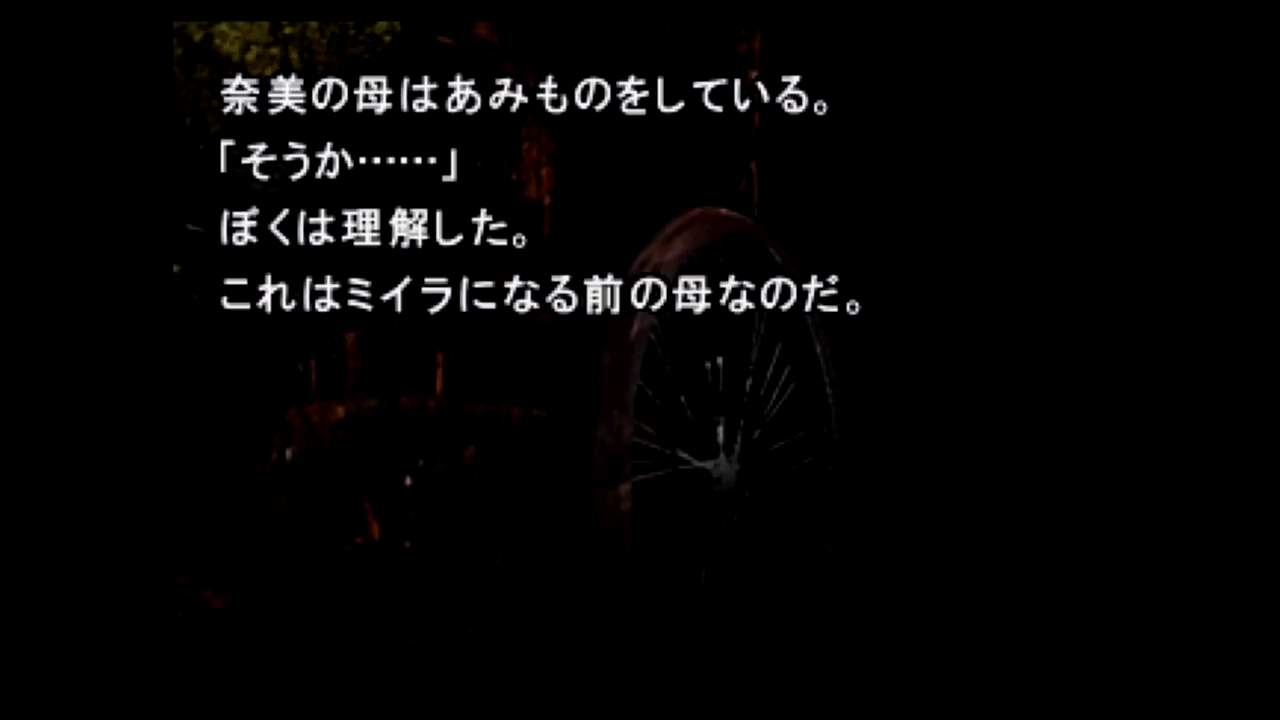 奈美の母はあみものをしている。
「そうか……」
ぼくは理解した。
これはミイラになる前の母なのだ。